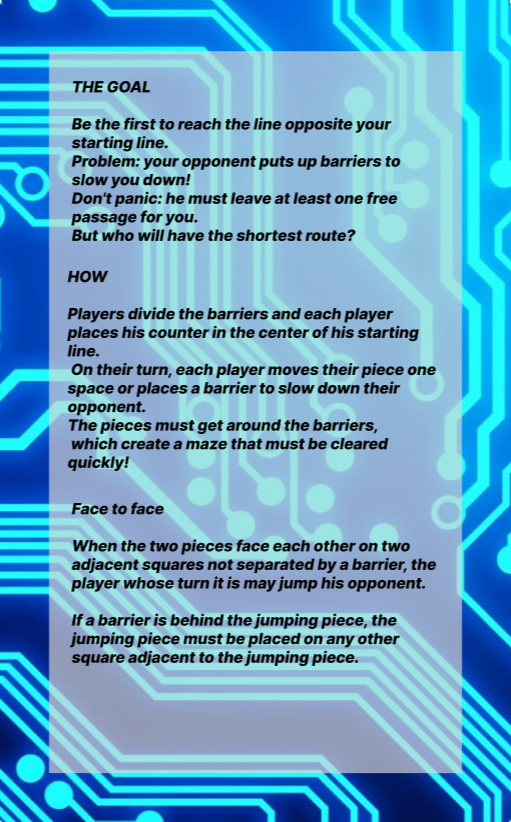 THE GOAL
Be the first to reach the line opposite your
starting line.
Problem: your opponent puts up barriers to
slow you down!
Don't panic: he must leave at least one free
passage for you.
But who will have the shortest route?
HOW
Players divide the barriers and each player
places his counter in the center of his starting
line.
On their turn, each player moves their piece one
space or places a barrier to slow down their
opponent.
The pieces must get around the barriers,
which create a maze that must be cleared
quickly!
Face to face
When the two pieces face each other on two
adjacent squares not separated by a barrier, the
player whose turn it is may jump his opponent.
If a barrier is behind the jumping piece, the
jumping piece must be placed on any other
square adjacent to the jumping piece.